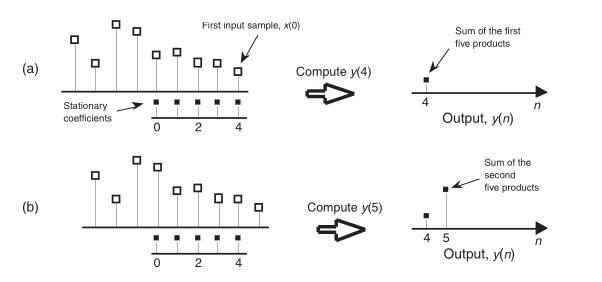 (a)
First input sample, x(0)
Stationary
coefficients
0 2 4
Compute y(4)
Sum of the first
five products
4
n
Output, y(n)
(b)
0 2 4
Compute y(5)
Sum of the
second
five products
4 5
n
Output, y(n)